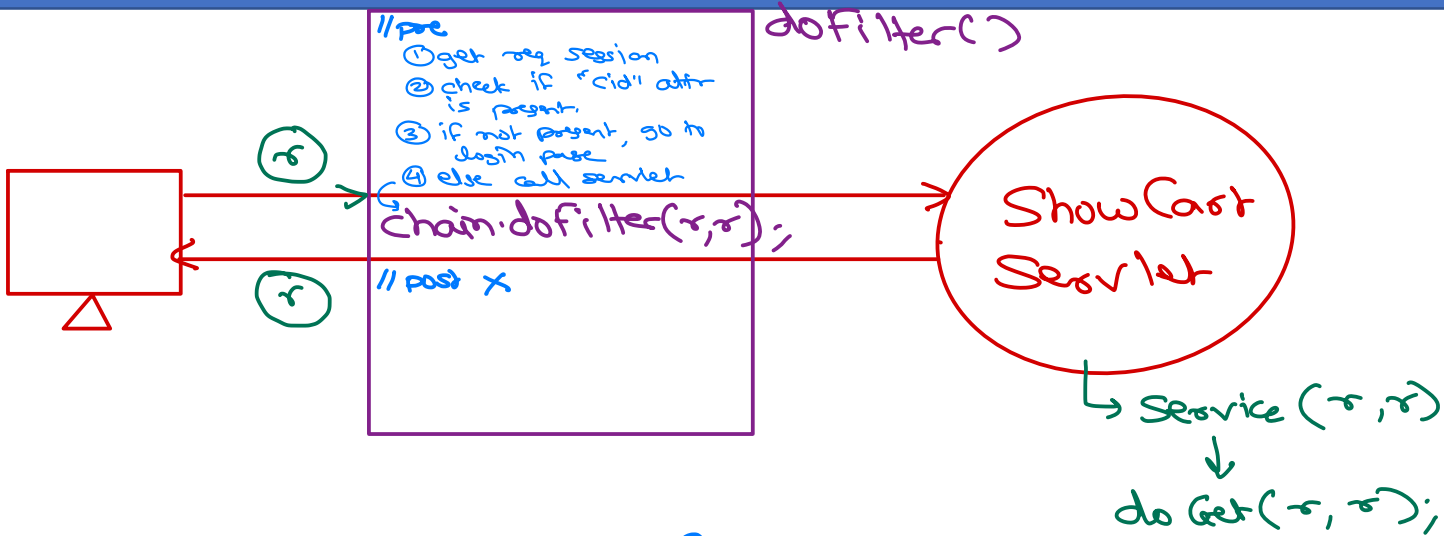 doFilter()
//pre
① get req session
② check if "cid" attr
is present.
③ if not present, go to
login page
④ else call servlet
r
chain.doFilter(r,r);
r
//post X
ShowCart
Servlet
service (r,r)
doGet(r, r);